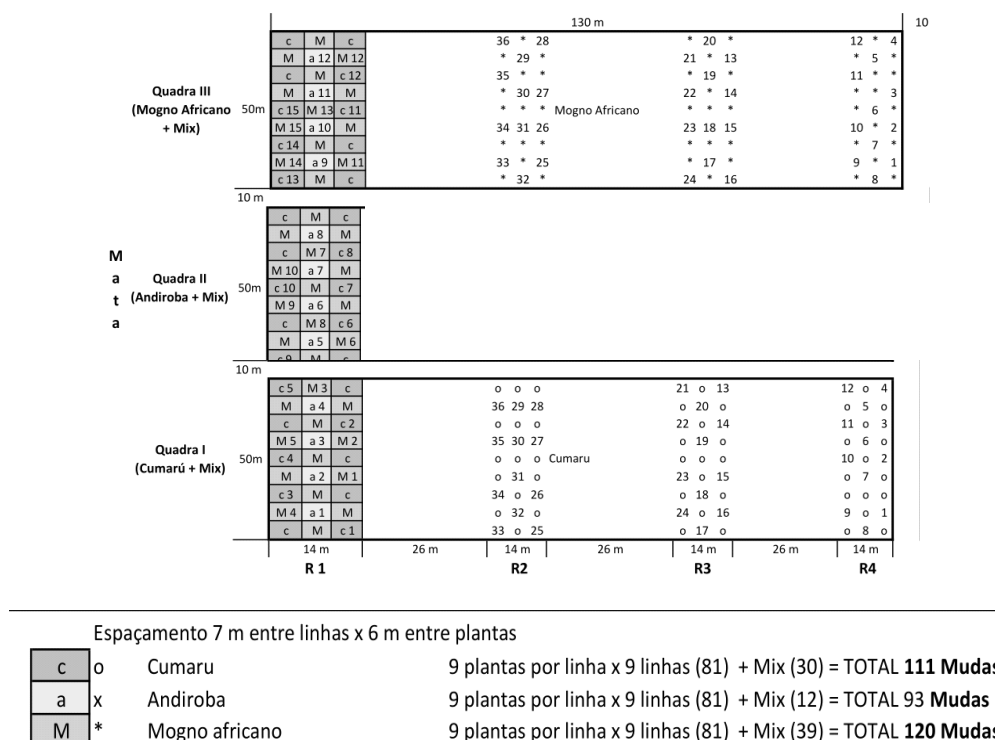 130 m 10
c M c 36 * 28 * 20 * 12 * 4
M a 12 M 12 * 29 * 21 * 13 * 5 *
c M c 12 35 * * * 19 * 11 * *
M a 11 M * 30 27 22 * 14 * * 3
Quadra III
(Mogno Africano
+ Mix)
50m c 15 M 13 c 11 * * * Mogno Africano * * * * 6 *
M 15 a 10 M 34 31 26 23 18 15 10 * 2
c 14 M c * * * * * * * 7 *
M 14 a 9 M 11 33 * 25 * 17 * 9 * 1
c 13 M c * 32 * 24 * 16 * 8 *
10 m
c M c
M a 8 M
c M 7 c 8
M 10 a 7 M
Mata
Quadra II
(Andiroba + Mix)
50m c 10 M c 7
M 9 a 6 M
c M 8 c 6
M a 5 M 6
c 9 M c
10 m
c 5 M 3 c o o o 21 o 13 12 o 4
M a 4 M 36 29 28 o 20 o o 5 o
c M c 2 o o o 22 o 14 11 o 3
M 5 a 3 M 2 35 30 27 o 19 o o 6 o
Quadra I
(Cumarú + Mix)
50m c 4 M c o o o Cumaru o o o 10 o 2
M a 2 M 1 o 31 o 23 o 15 o 7 o
c 3 M c 34 o 26 o 18 o o o o
M 4 a 1 M o 32 o 24 o 16 9 o 1
c M c 1 33 o 25 o 17 o o 8 o
14 m 26 m 14 m 26 m 14 m 26 m 14 m
R 1 R2 R3 R4
Espaçamento 7 m entre linhas x 6 m entre plantas
c o Cumaru 9 plantas por linha x 9 linhas (81) + Mix (30) = TOTAL 111 Mudas
a x Andiroba 9 plantas por linha x 9 linhas (81) + Mix (12) = TOTAL 93 Mudas
M * Mogno africano 9 plantas por linha x 9 linhas (81) + Mix (39) = TOTAL 120 Mudas